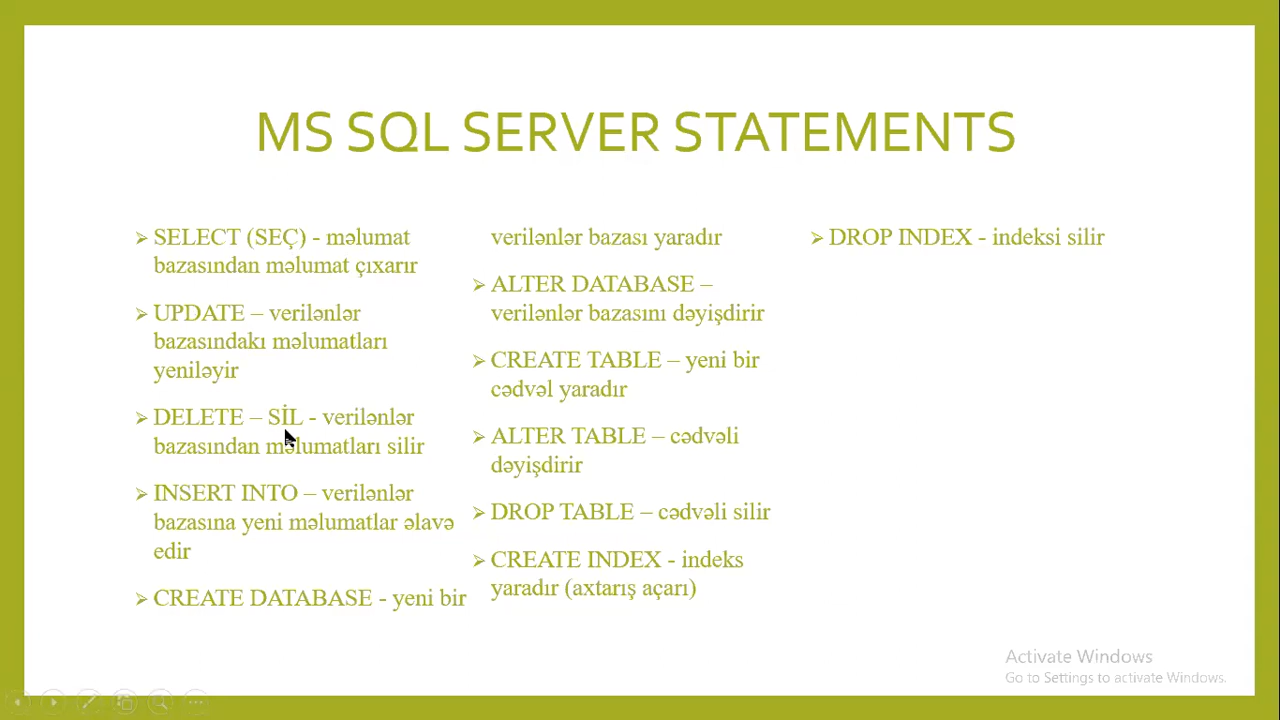 MS SQL SERVER STATEMENTS
➢ SELECT (SEÇ) - məlumat
bazasından məlumat çıxarır
➢ UPDATE – verilənlər
bazasındakı məlumatları
yeniləyir
➢ DELETE – SİL - verilənlər
bazasından məlumatları silir
➢ INSERT INTO – verilənlər
bazasına yeni məlumatlar əlavə
edir
➢ CREATE DATABASE - yeni bir
verilənlər bazası yaradır
➢ ALTER DATABASE –
verilənlər bazasını dəyişdirir
➢ CREATE TABLE – yeni bir
cədvəl yaradır
➢ ALTER TABLE – cədvəli
dəyişdirir
➢ DROP TABLE – cədvəli silir
➢ CREATE INDEX - indeks
yaradır (axtarış açarı)
➢ DROP INDEX - indeksi silir
Activate Windows
Go to Settings to activate Windows.